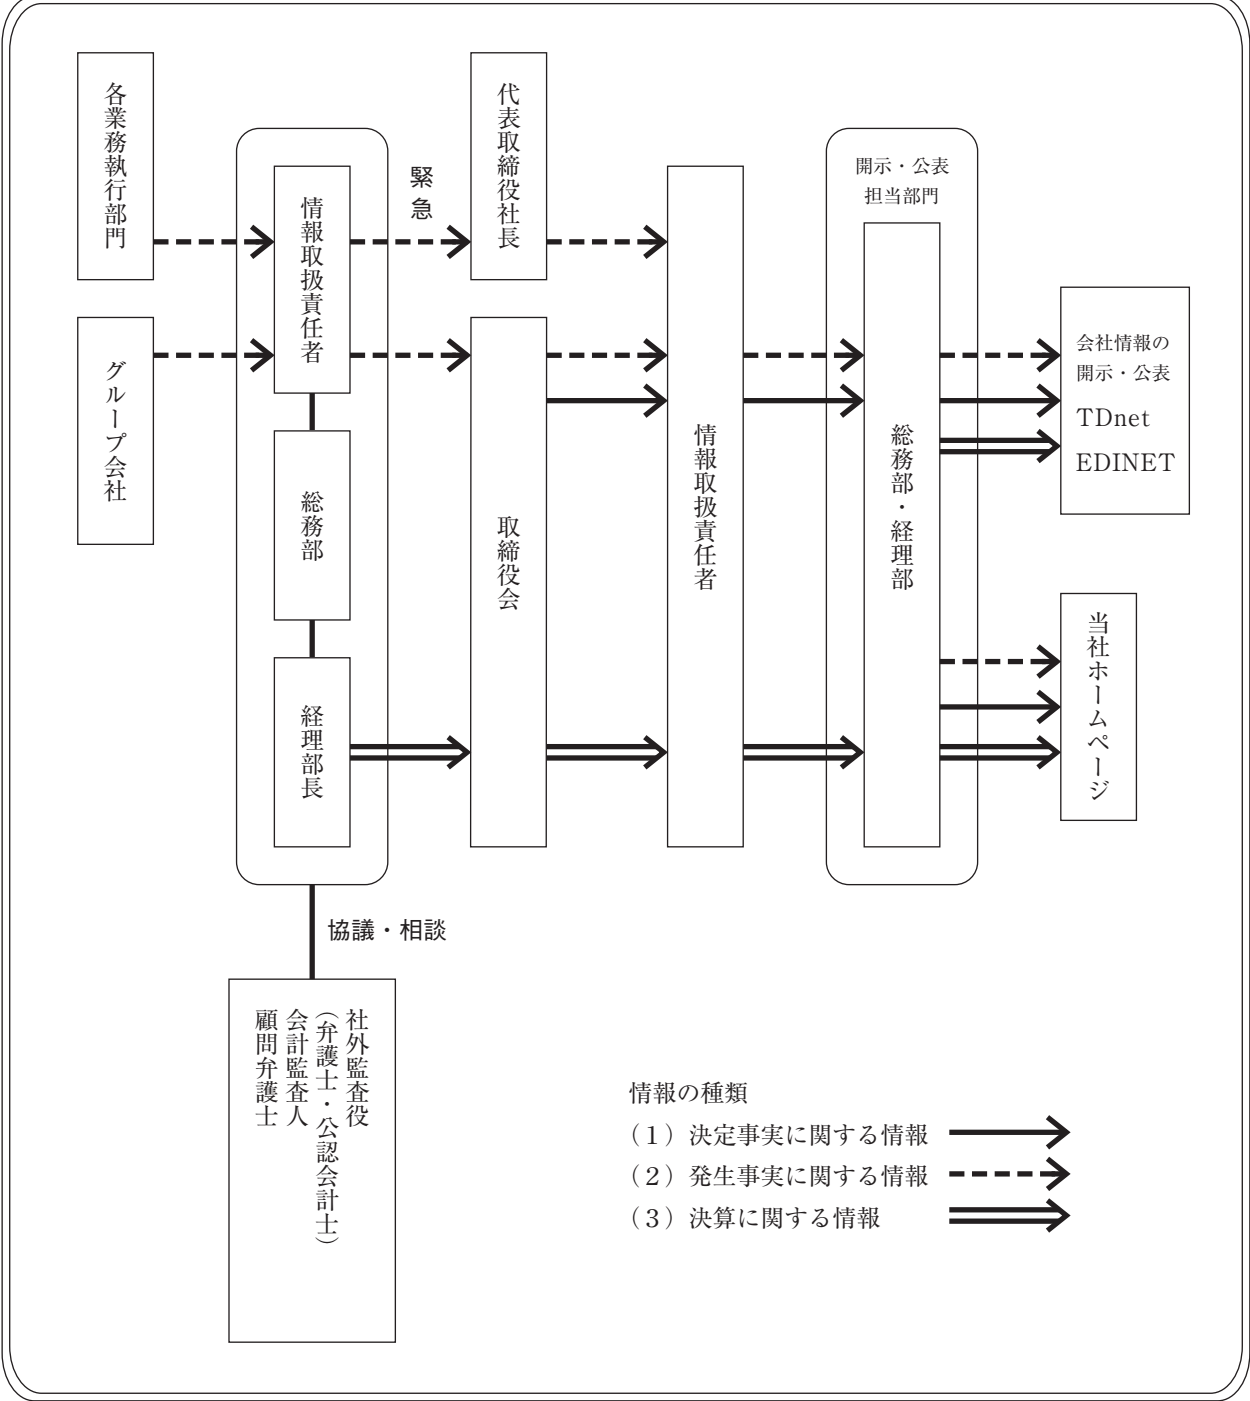 各業務執行部門
グループ会社
情報取扱責任者
総務部
経理部長
緊急
代表取締役社長
取締役会
情報取扱責任者
開示・公表
担当部門
総務部・経理部
会社情報の
開示・公表
TDnet
EDINET
当社ホームページ
協議・相談
社外監査役
（弁護士・公認会計士）
会計監査人
顧問弁護士
情報の種類
（１）決定事実に関する情報
（２）発生事実に関する情報
（３）決算に関する情報